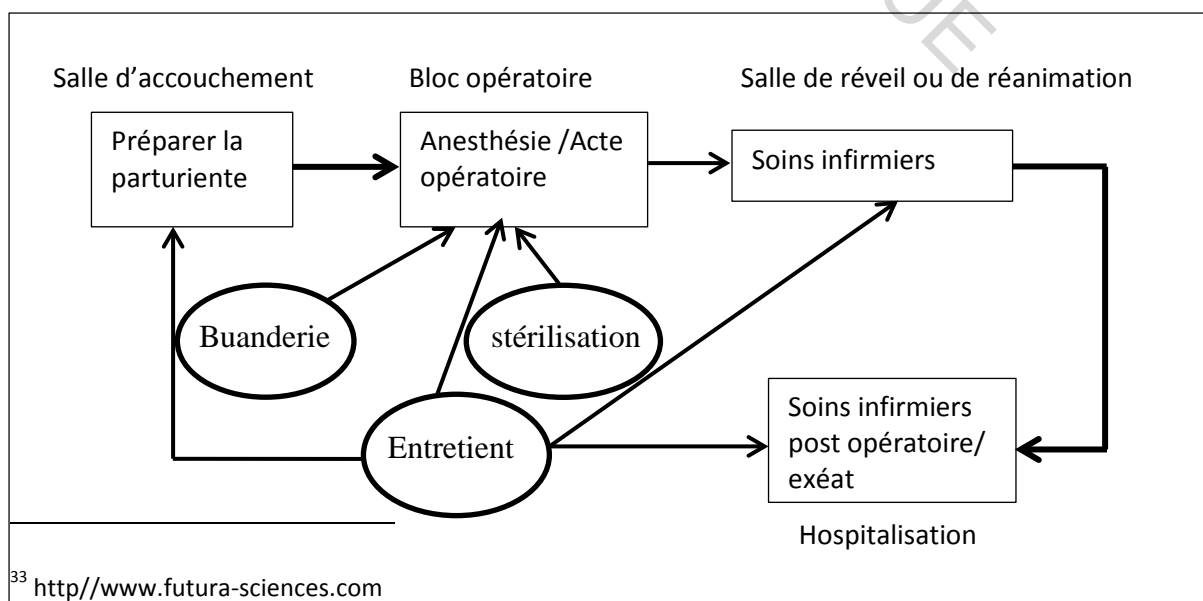 Salle d'accouchement
Bloc opératoire
Salle de réveil ou de réanimation
Préparer la
parturiente
Anesthésie /Acte
opératoire
Soins infirmiers
Buanderie
stérilisation
Entretient
Soins infirmiers
post opératoire/
exéat
Hospitalisation
33 http//www.futura-sciences.com